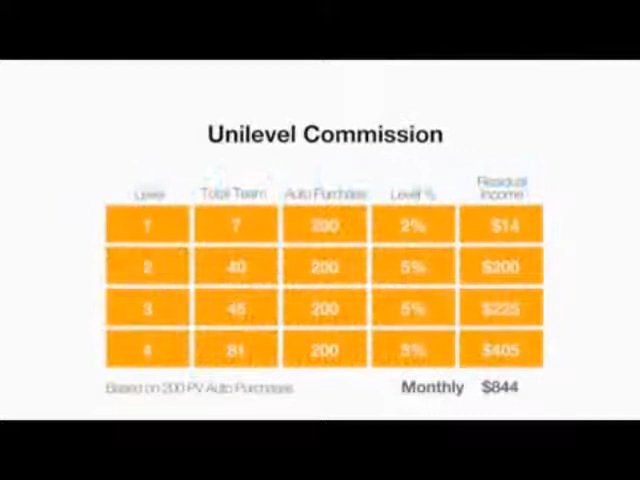 Unilevel Commission
Level Total Team Auto Purchase Level % Residual Income
1 7 200 2% $14
2 40 200 5% $200
3 45 200 5% $225
4 81 200 5% $405
Based on 200 PV Auto Purchases Monthly $844